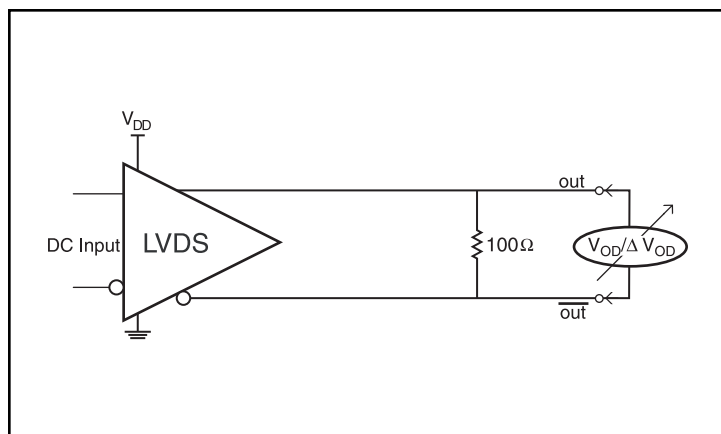 V_DD
out
DC Input LVDS
100Ω
V_OD/Δ V_OD
out